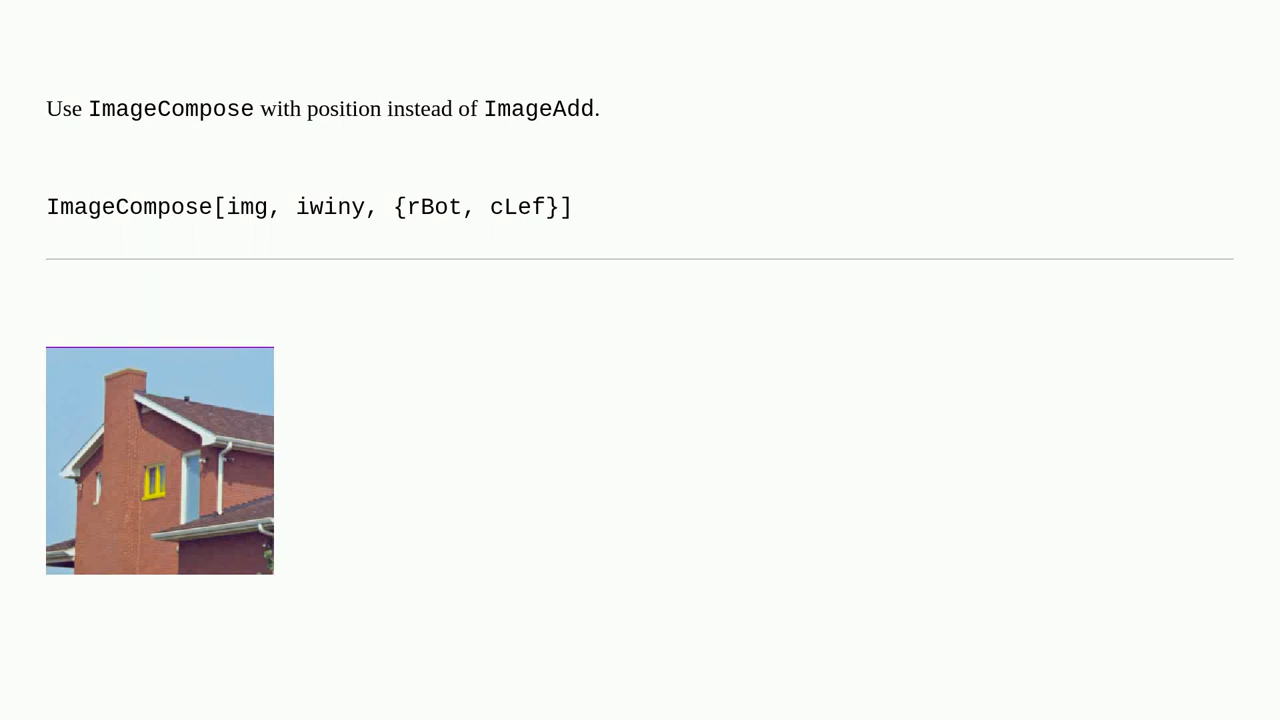 Use ImageCompose with position instead of ImageAdd.
ImageCompose[img, iwiny, {rBot, cLef}]